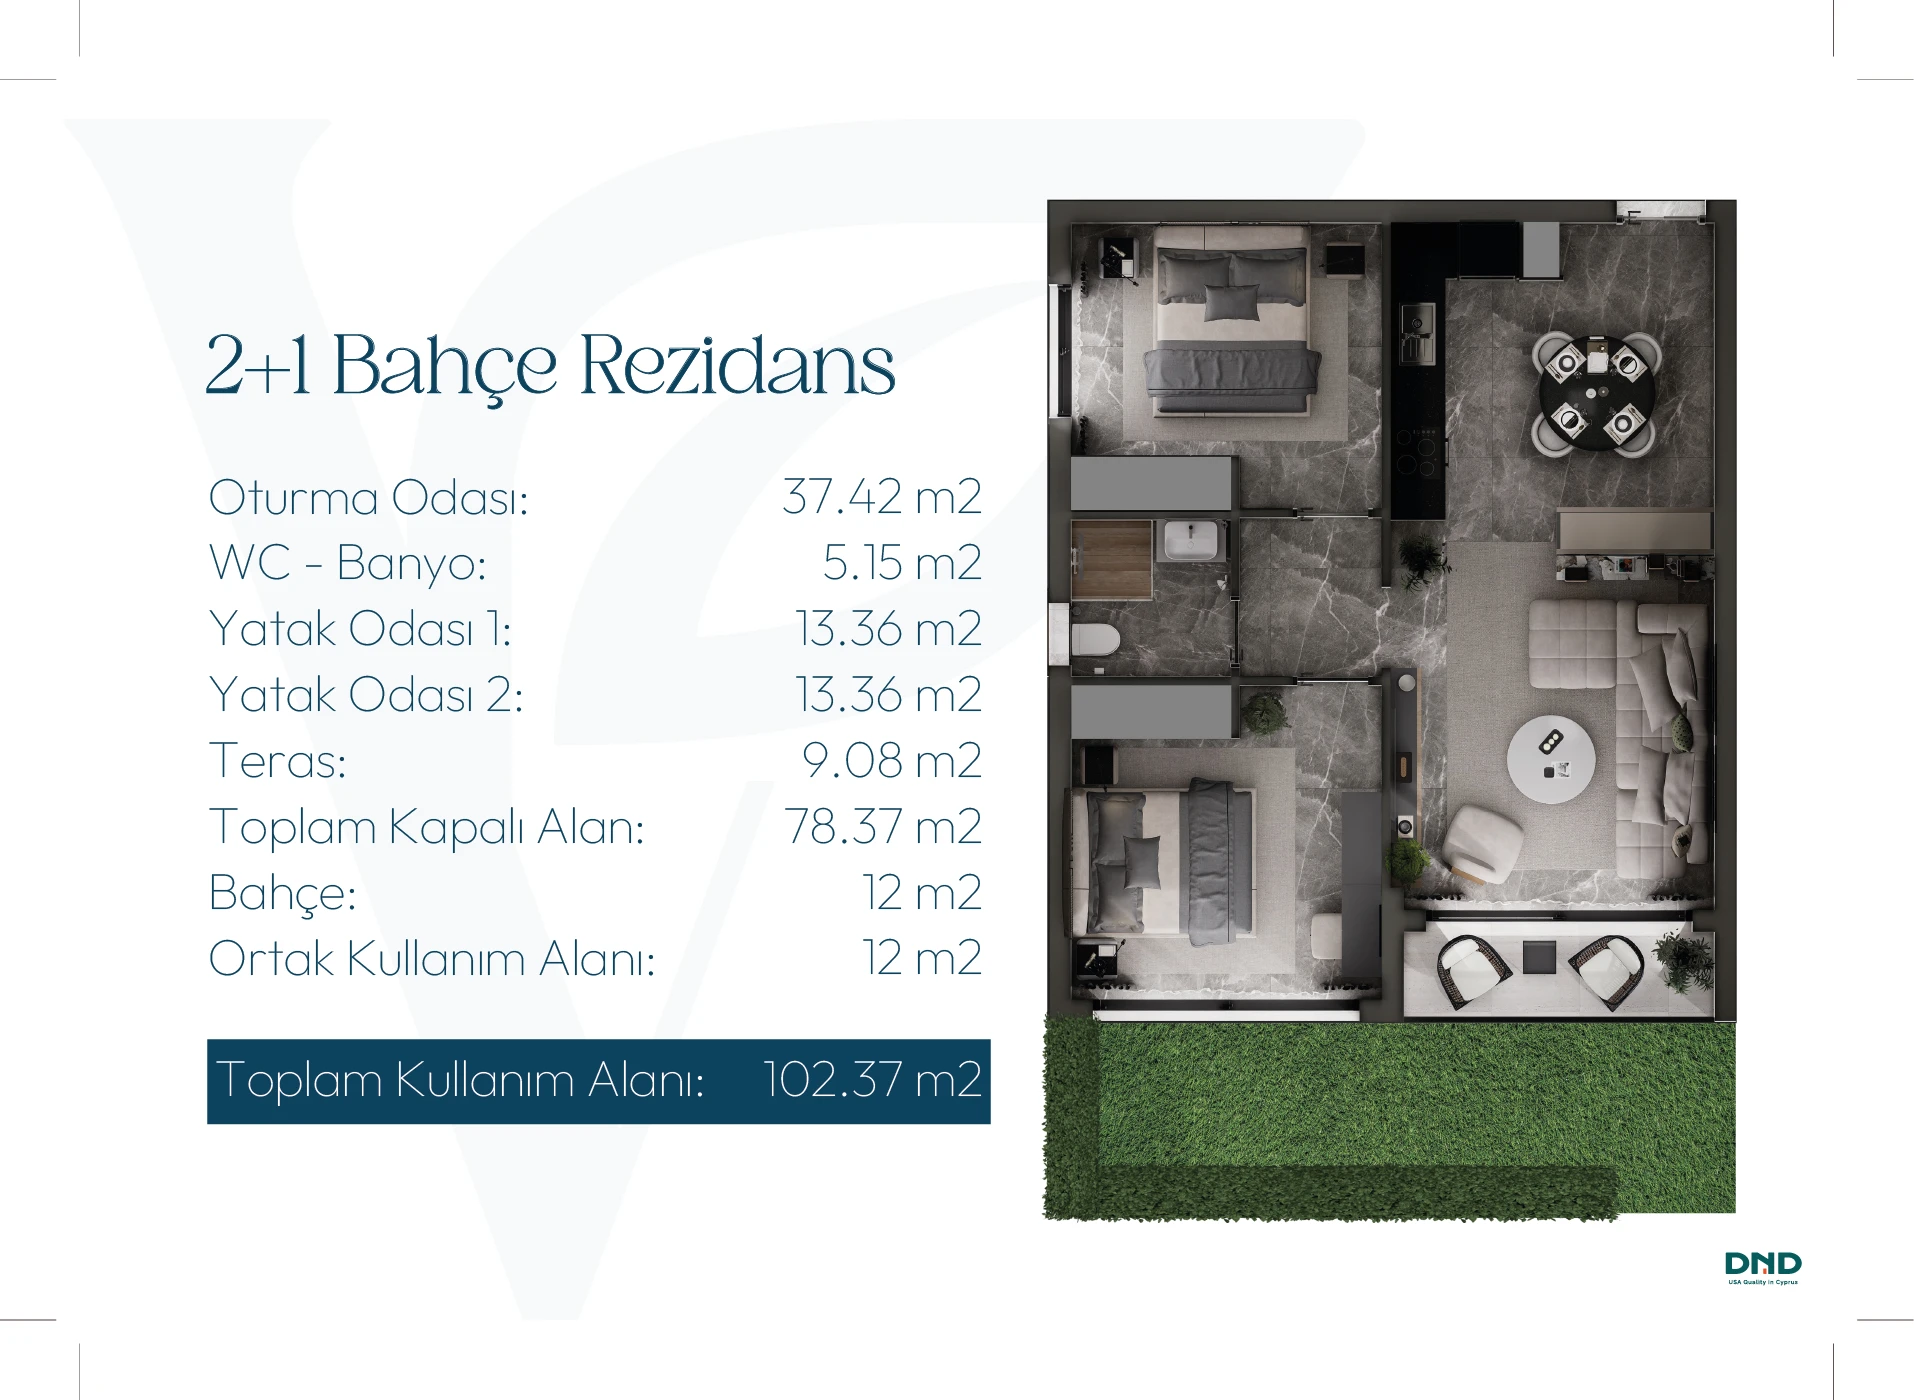 2+1 Bahçe Rezidans
Oturma Odası: 37.42 m2
WC - Banyo: 5.15 m2
Yatak Odası 1: 13.36 m2
Yatak Odası 2: 13.36 m2
Teras: 9.08 m2
Toplam Kapalı Alan: 78.37 m2
Bahçe: 12 m2
Ortak Kullanım Alanı: 12 m2
Toplam Kullanım Alanı: 102.37 m2
DND
USA Quality in Cyprus